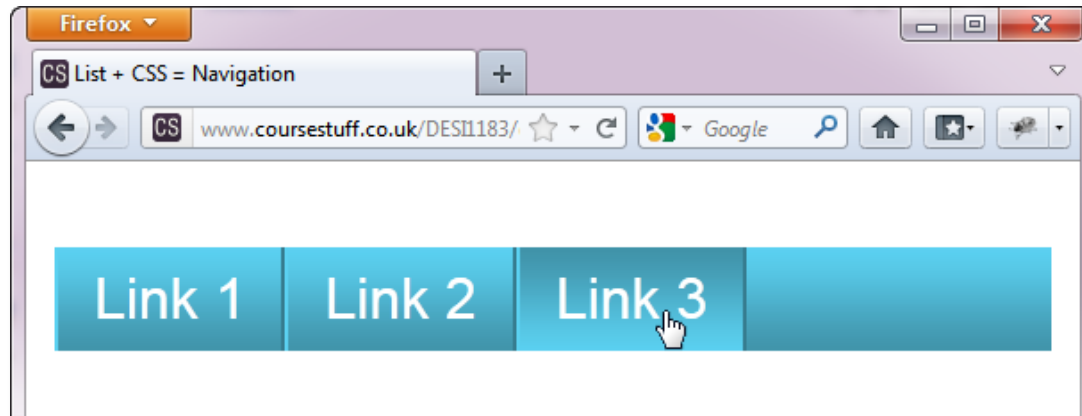 Firefox
CS List + CSS = Navigation
CS www.coursestuff.co.uk/DESI1183/ Google
Link 1 Link 2 Link 3